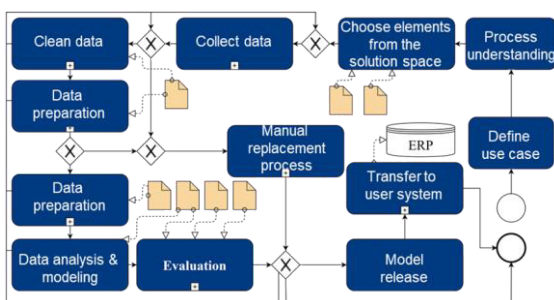 Clean data
Collect data
Choose elements
from the
solution space
Process
understanding
Data
preparation
Manual
replacement
process
ERP
Define
use case
Data
preparation
Transfer to
user system
Data analysis &
modeling
Evaluation
Model
release